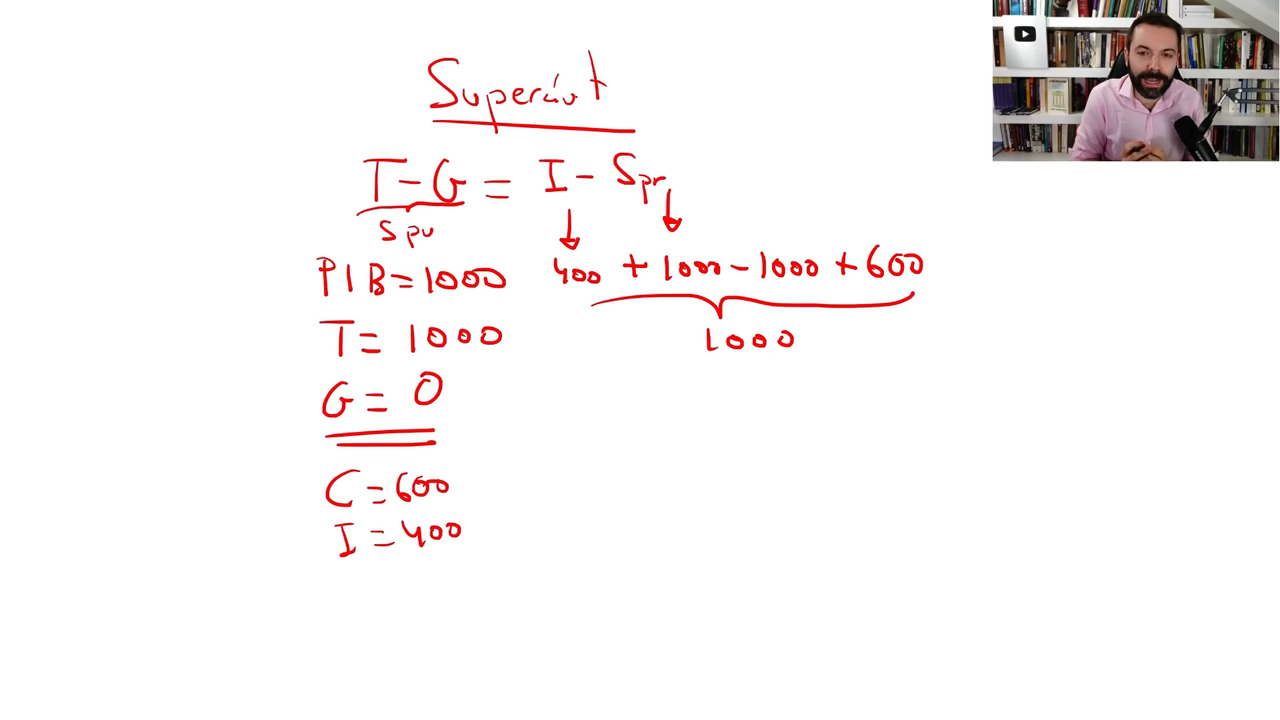 Superávit
T - G = I - Spr
Spu
PIB = 1000
400 + 1000 - 1000 + 600
T = 1000
1000
G = 0
C = 600
I = 400